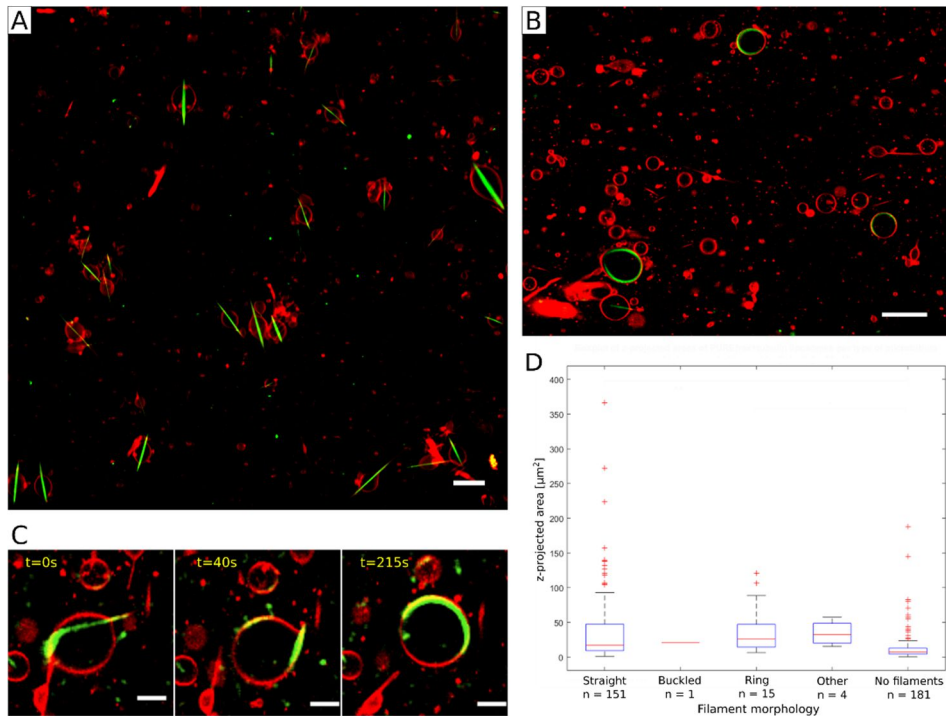 A
B
C
t=0s
t=40s
t=215s
D
z-projected area [μm²]
400
350
300
250
200
150
100
50
0
Straight Buckled Ring Other No filaments
n = 151 n = 1 n = 15 n = 4 n = 181
Filament morphology